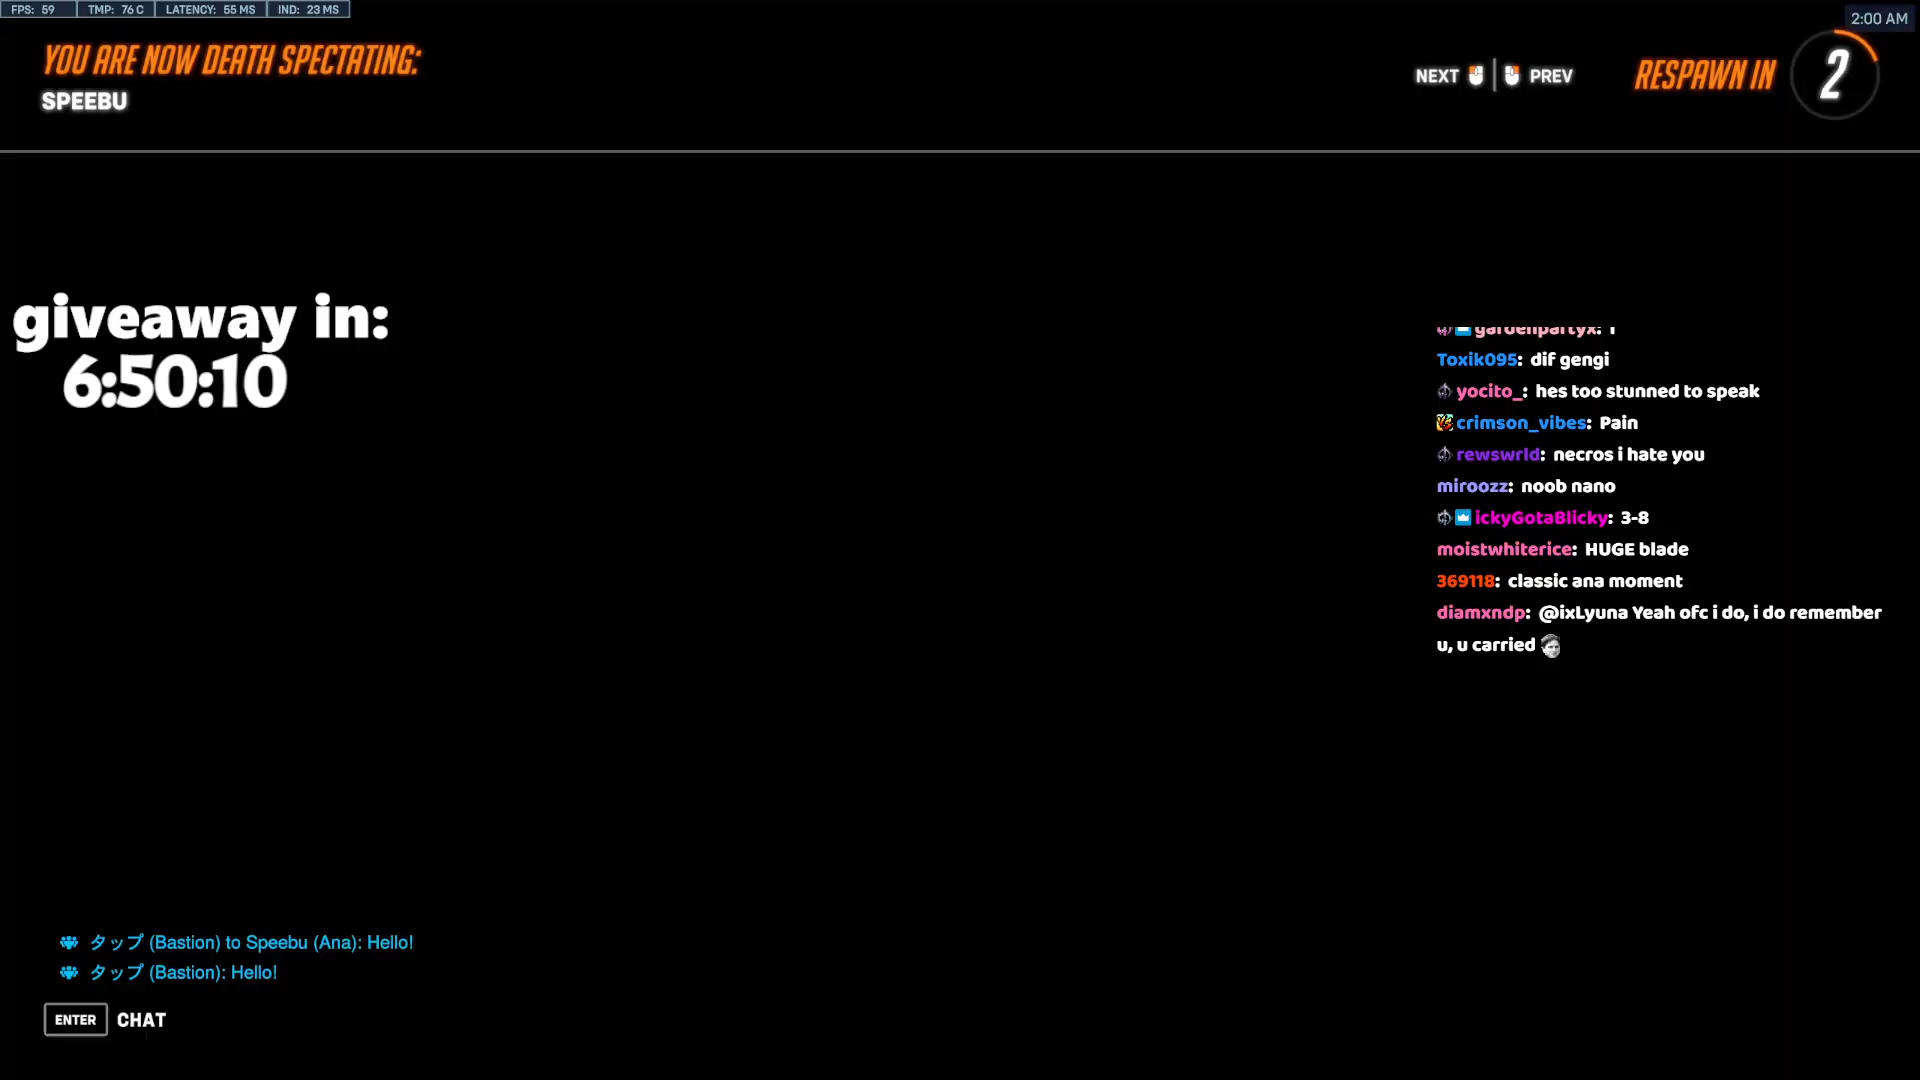 FPS: 59 TMP: 76 C LATENCY: 55 MS IND: 23 MS
2:00 AM
YOU ARE NOW DEATH SPECTATING:
SPEEBU
NEXT | PREV
RESPAWN IN 2
giveaway in:
6:50:10
gardenpartyx:
Toxik095: dif gengi
yocito_: hes too stunned to speak
crimson_vibes: Pain
rewswrld: necros i hate you
miroozz: noob nano
ickyGotaBlicky: 3-8
moistwhiterice: HUGE blade
369118: classic ana moment
diamxndp: @ixLyuna Yeah ofc i do, i do remember
u, u carried
タップ (Bastion) to Speebu (Ana): Hello!
タップ (Bastion): Hello!
ENTER CHAT